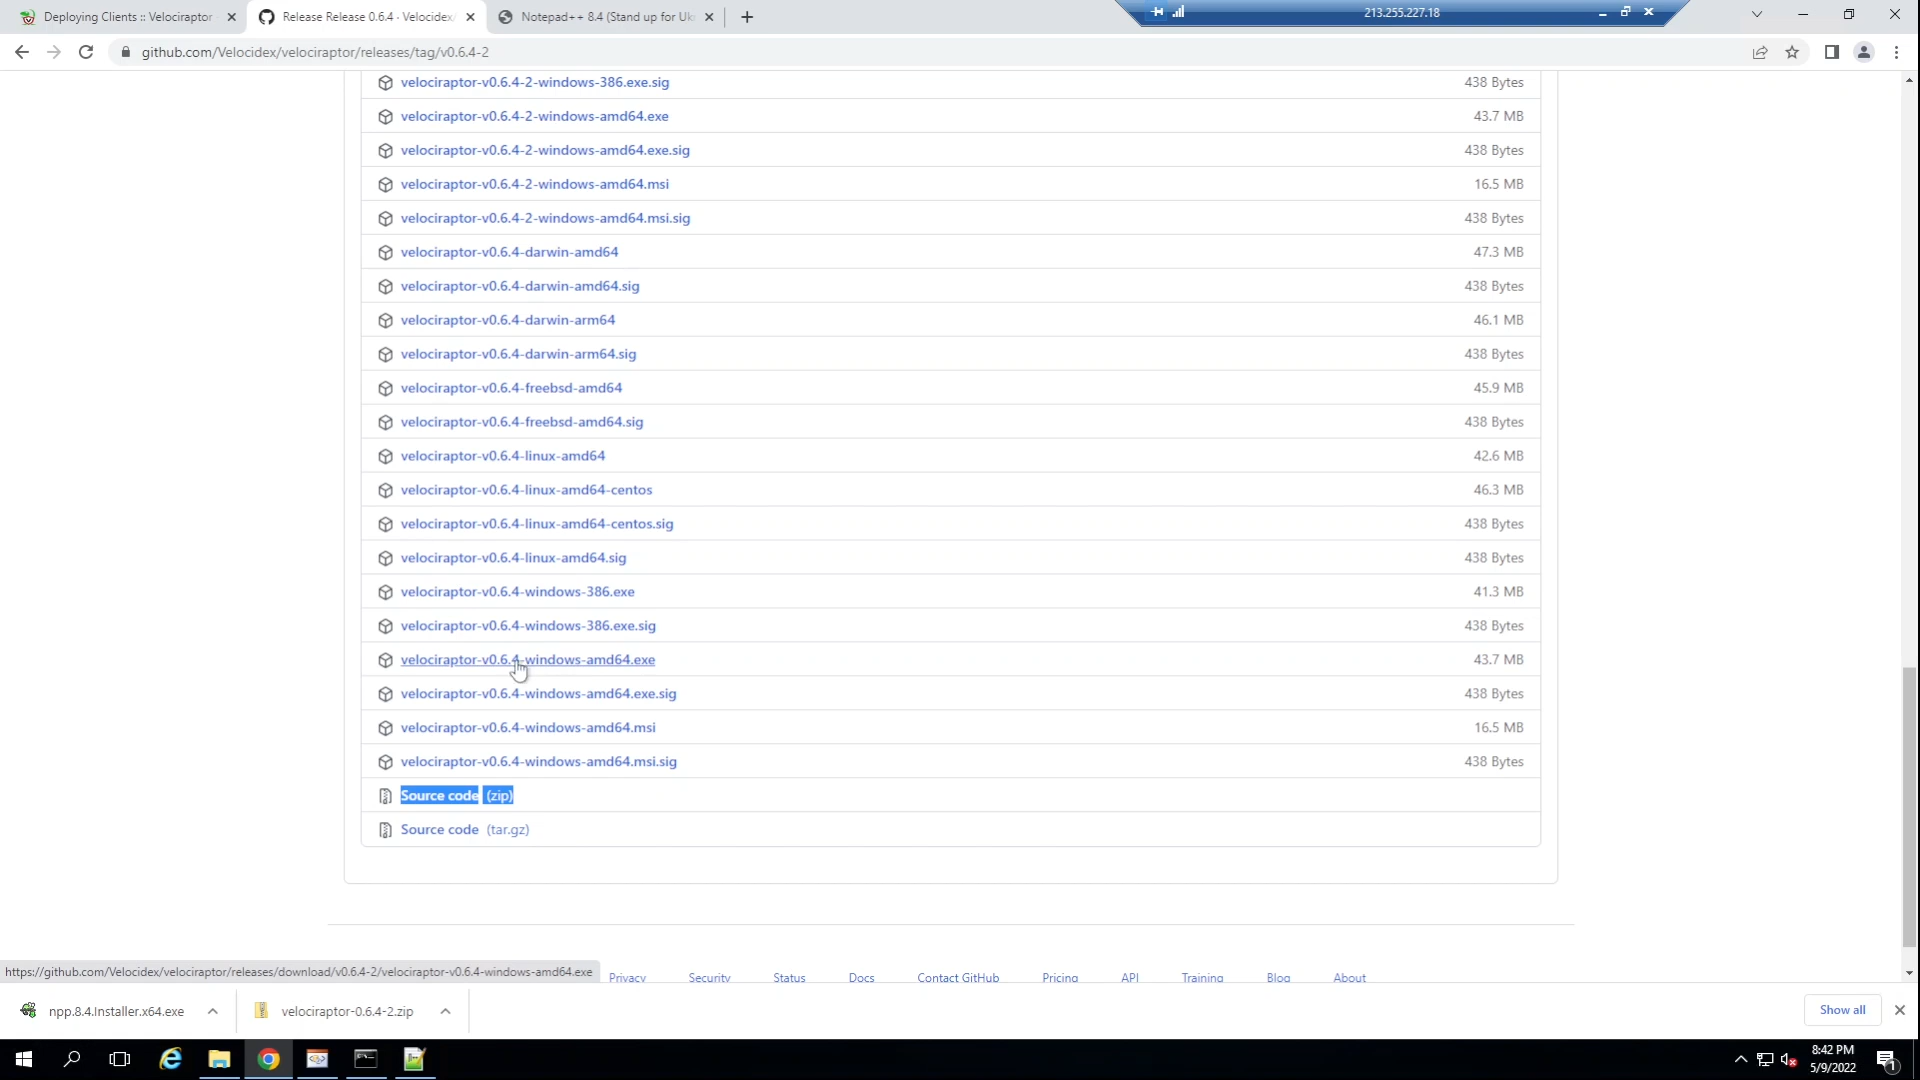 Deploying Clients :: Velociraptor
Release Release 0.6.4 · Velocidex/
Notepad++ 8.4 (Stand up for Uk
213.255.227.18
github.com/Velocidex/velociraptor/releases/tag/v0.6.4-2
velociraptor-v0.6.4-2-windows-386.exe.sig 438 Bytes
velociraptor-v0.6.4-2-windows-amd64.exe 43.7 MB
velociraptor-v0.6.4-2-windows-amd64.exe.sig 438 Bytes
velociraptor-v0.6.4-2-windows-amd64.msi 16.5 MB
velociraptor-v0.6.4-2-windows-amd64.msi.sig 438 Bytes
velociraptor-v0.6.4-darwin-amd64 47.3 MB
velociraptor-v0.6.4-darwin-amd64.sig 438 Bytes
velociraptor-v0.6.4-darwin-arm64 46.1 MB
velociraptor-v0.6.4-darwin-arm64.sig 438 Bytes
velociraptor-v0.6.4-freebsd-amd64 45.9 MB
velociraptor-v0.6.4-freebsd-amd64.sig 438 Bytes
velociraptor-v0.6.4-linux-amd64 42.6 MB
velociraptor-v0.6.4-linux-amd64-centos 46.3 MB
velociraptor-v0.6.4-linux-amd64-centos.sig 438 Bytes
velociraptor-v0.6.4-linux-amd64.sig 438 Bytes
velociraptor-v0.6.4-windows-386.exe 41.3 MB
velociraptor-v0.6.4-windows-386.exe.sig 438 Bytes
velociraptor-v0.6.4-windows-amd64.exe 43.7 MB
velociraptor-v0.6.4-windows-amd64.exe.sig 438 Bytes
velociraptor-v0.6.4-windows-amd64.msi 16.5 MB
velociraptor-v0.6.4-windows-amd64.msi.sig 438 Bytes
Source code (zip)
Source code (tar.gz)
https://github.com/Velocidex/velociraptor/releases/download/v0.6.4-2/velociraptor-v0.6.4-windows-amd64.exe
Privacy Security Status Docs Contact GitHub Pricing API Training Blog About
npp.8.4.Installer.x64.exe
velociraptor-0.6.4-2.zip
Show all
8:42 PM
5/9/2022
1